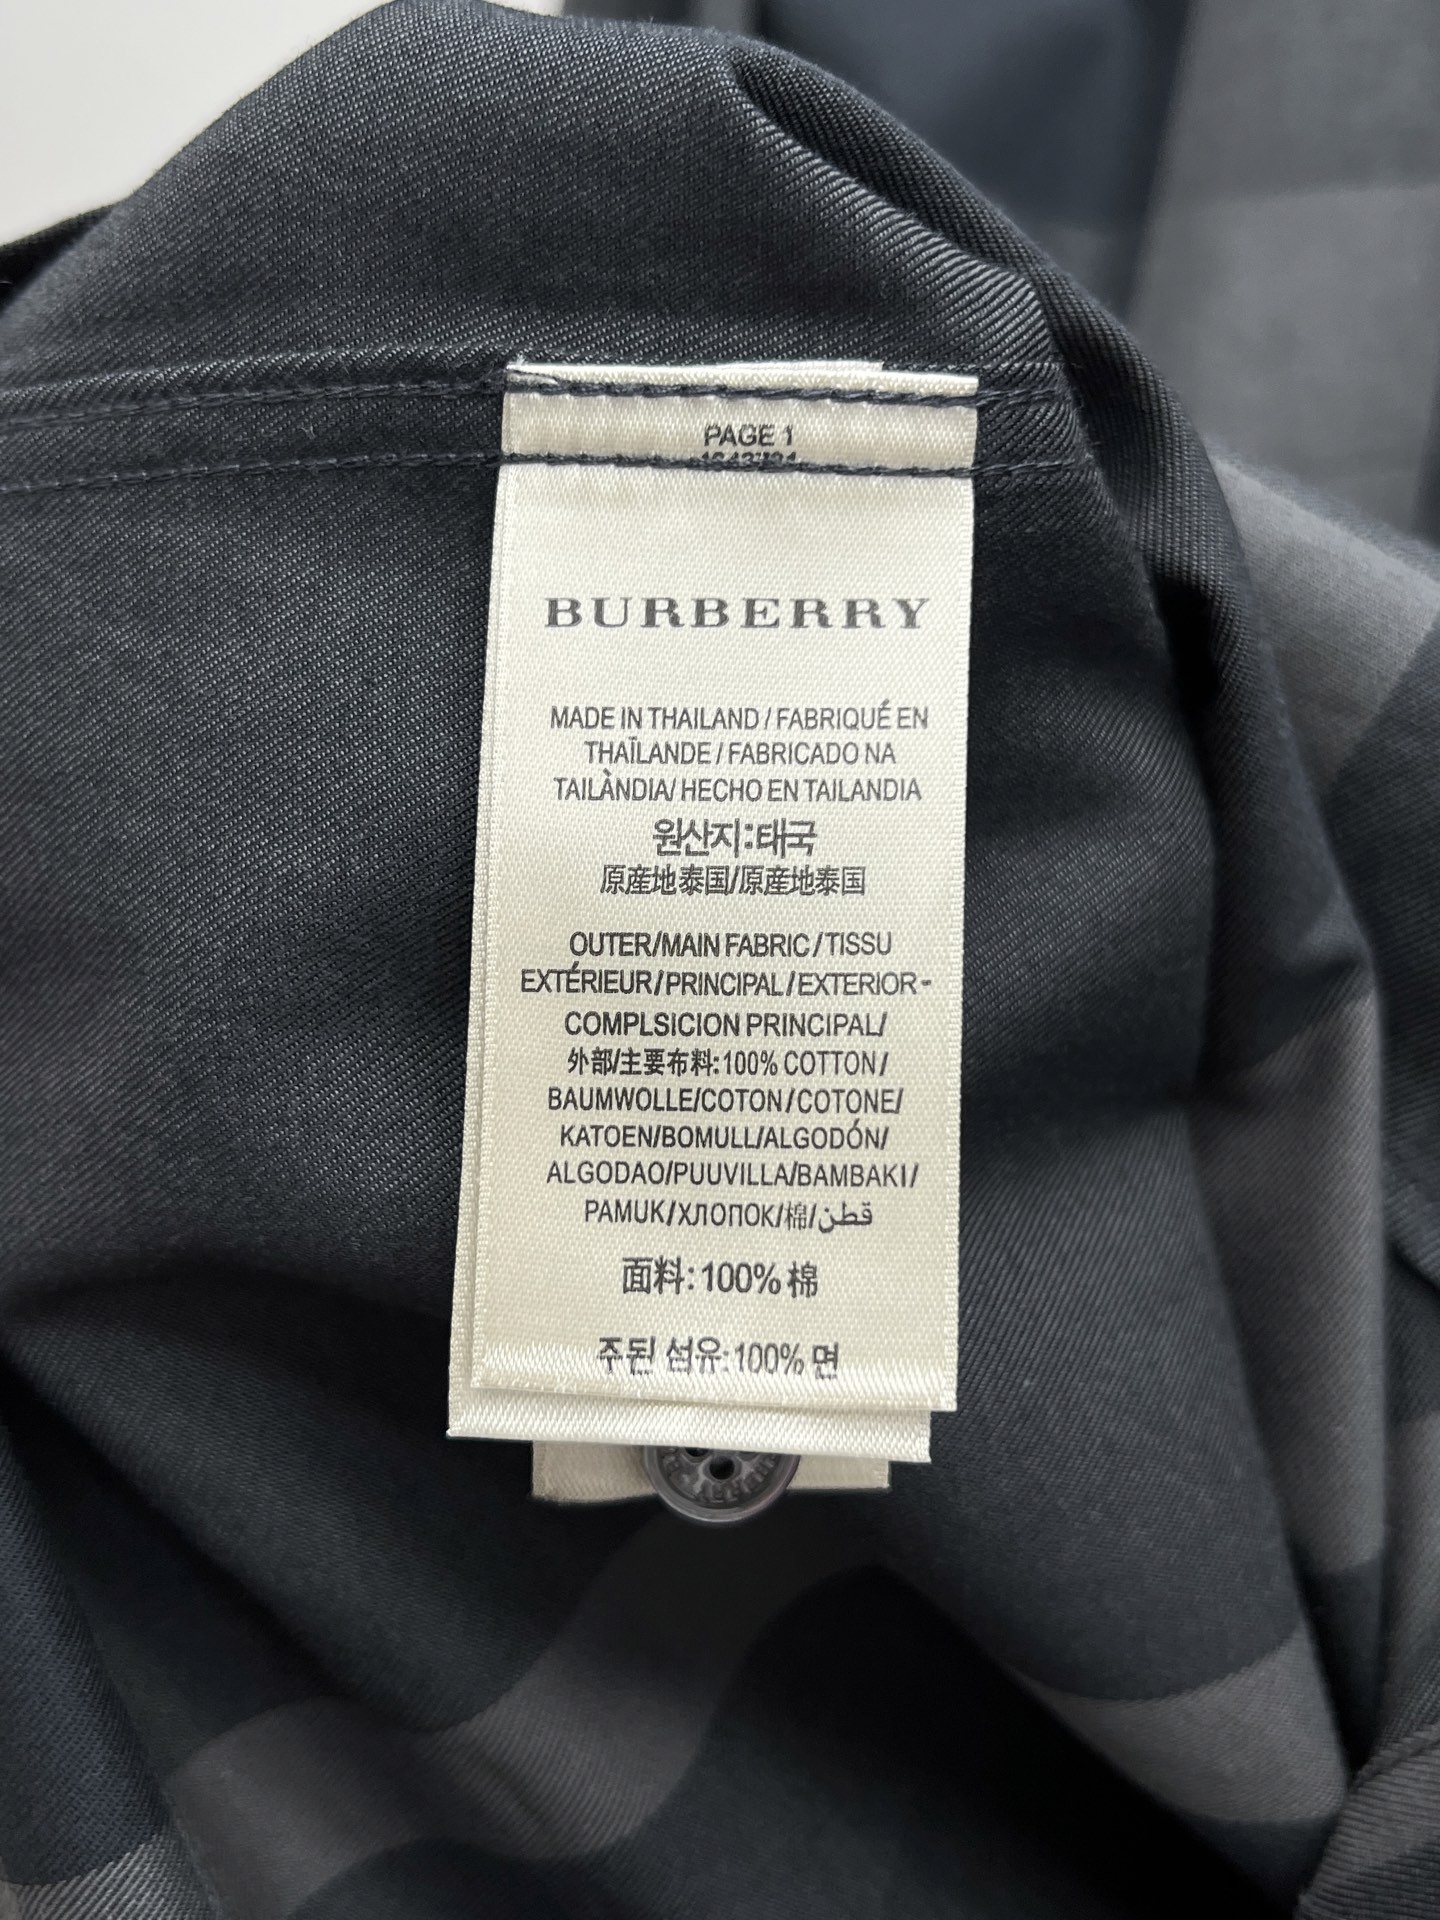 PAGE 1
BURBERRY
MADE IN THAILAND / FABRIQUÉ EN
THAÏLANDE / FABRICADO NA
TAILÀNDIA/ HECHO EN TAILANDIA
원산지:태국
原産地泰国/原産地泰国
OUTER/MAIN FABRIC / TISSU
EXTÉRIEUR/PRINCIPAL/EXTERIOR-
COMPLSICION PRINCIPAL/
外部/主要布料:100% COTTON/
BAUMWOLLE/COTON/COTONE/
KATOEN/BOMULL/ALGODÓN/
ALGODAO/PUUVILLA/BAMBAKI/
PAMUK/ХЛОПОК/棉/قطن
面料: 100% 棉
주된 섬유: 100% 면